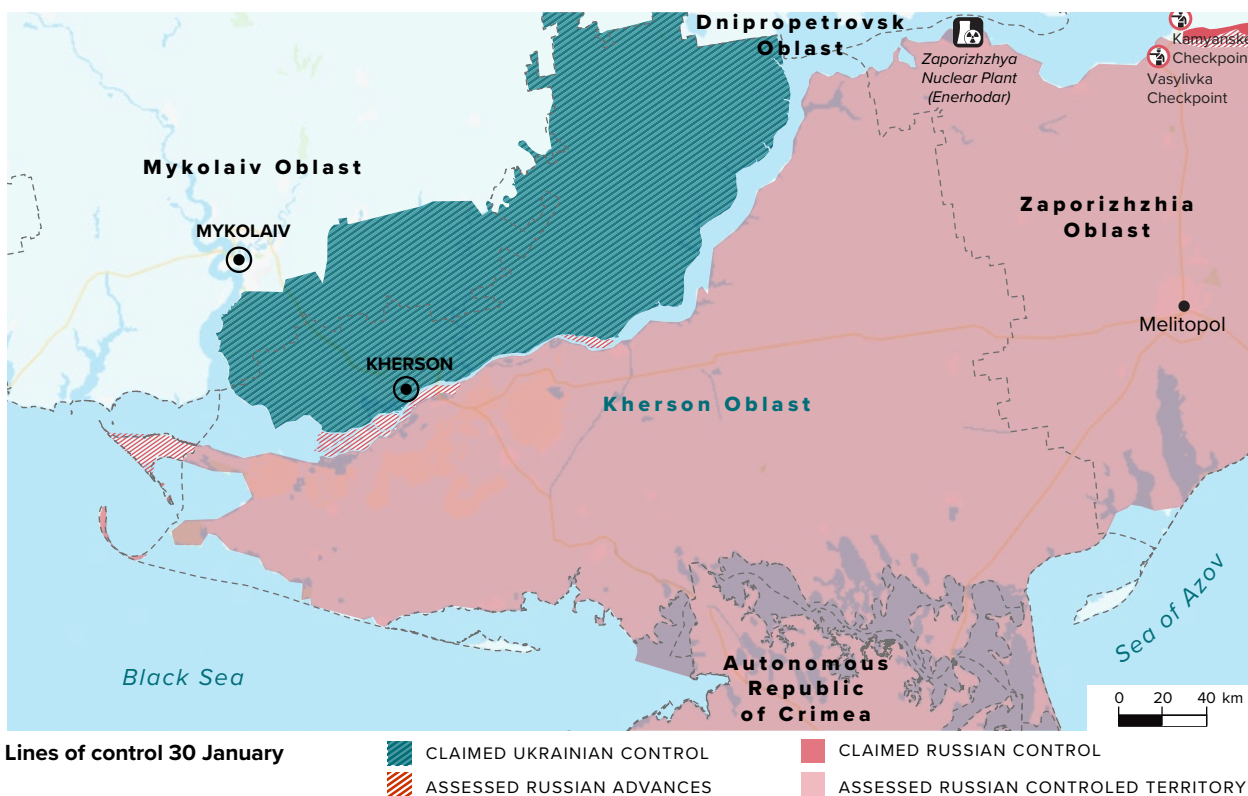 Dnipropetrovsk
Oblast
Zaporizhzhya
Nuclear Plant
(Enerhodar)
Kamyanske
Checkpoint
Vasylivka
Checkpoint
Mykolaiv Oblast
MYKOLAIV
Zaporizhzhia
Oblast
Melitopol
KHERSON
Kherson Oblast
Sea of Azov
Black Sea
Autonomous
Republic
of Crimea
0 20 40 km
Lines of control 30 January
CLAIMED UKRAINIAN CONTROL
ASSESSED RUSSIAN ADVANCES
CLAIMED RUSSIAN CONTROL
ASSESSED RUSSIAN CONTROLED TERRITORY